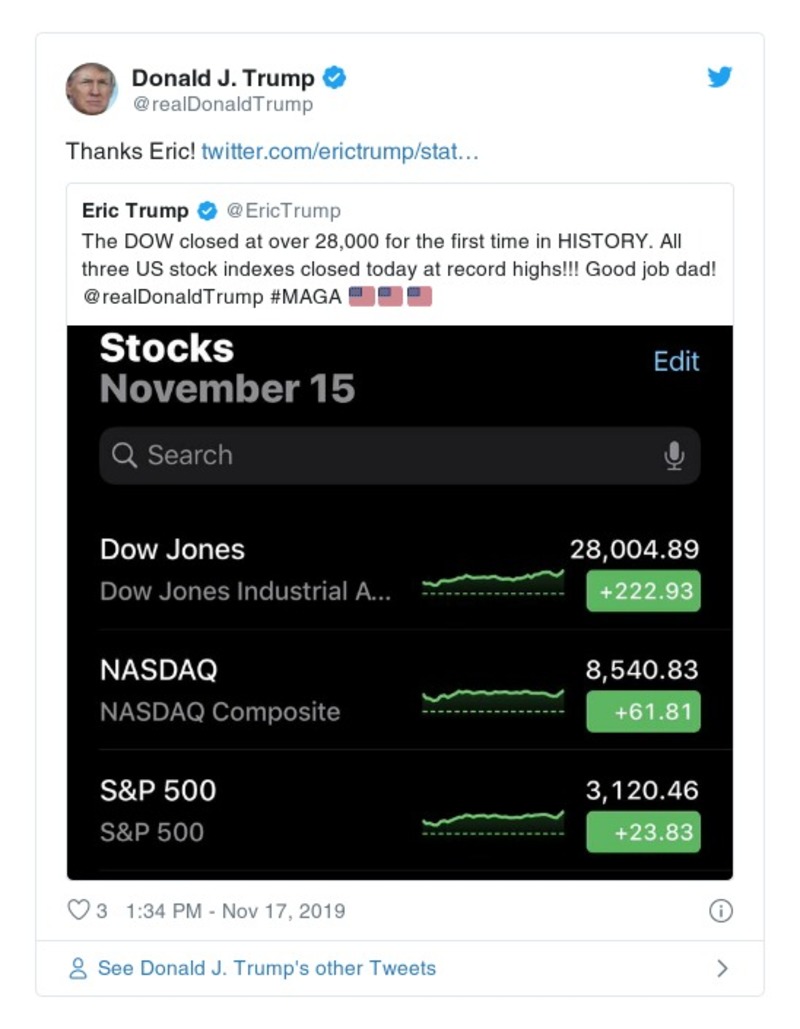 Donald J. Trump
@realDonaldTrump
Thanks Eric! twitter.com/erictrump/stat…
Eric Trump @EricTrump
The DOW closed at over 28,000 for the first time in HISTORY. All
three US stock indexes closed today at record highs!!! Good job dad!
@realDonaldTrump #MAGA 🇺🇸🇺🇸🇺🇸
Stocks
Edit
November 15
Search
Dow Jones 28,004.89
Dow Jones Industrial A... +222.93
NASDAQ 8,540.83
NASDAQ Composite +61.81
S&P 500 3,120.46
S&P 500 +23.83
3 1:34 PM - Nov 17, 2019
See Donald J. Trump's other Tweets